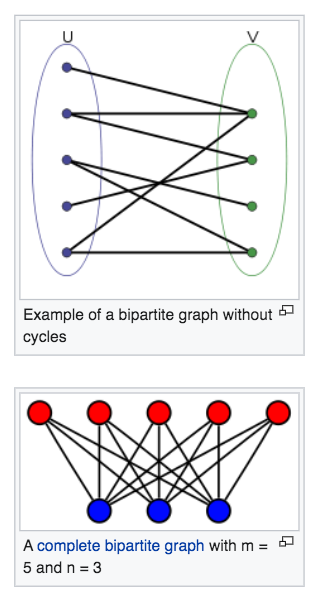 U V
Example of a bipartite graph without
cycles
A complete bipartite graph with m =
5 and n = 3